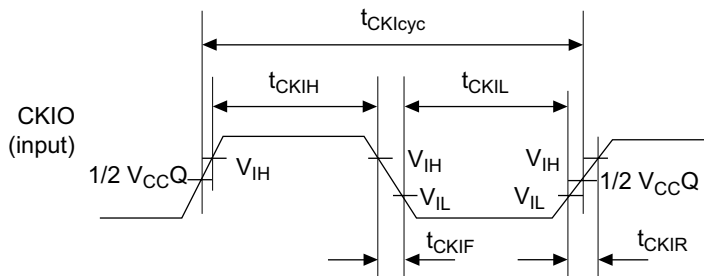 tCKIcyc
tCKIH
tCKIL
CKIO
(input)
VIH
VIH
VIH
1/2 VCCQ
1/2 VCCQ
VIL
VIL
tCKIF
tCKIR